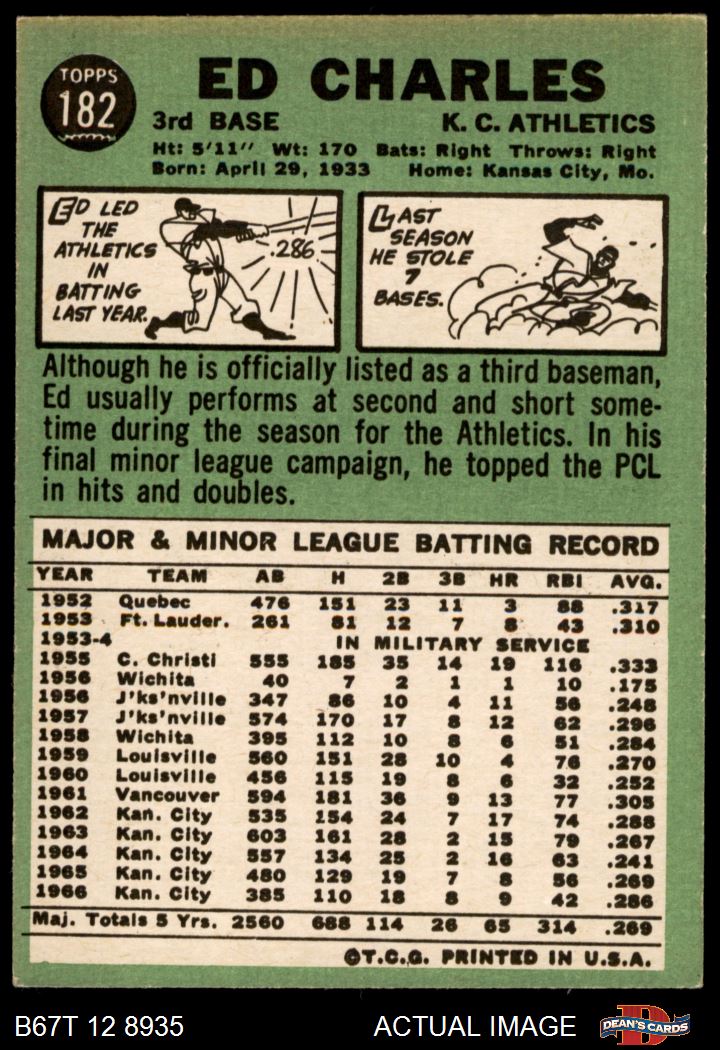 TOPPS
182
ED CHARLES
3rd BASE K. C. ATHLETICS
Ht: 5'11" Wt: 170 Bats: Right Throws: Right
Born: April 29, 1933 Home: Kansas City, Mo.
ED LED
THE
ATHLETICS
IN
BATTING
LAST YEAR.
.286
LAST
SEASON
HE STOLE
7
BASES.
Although he is officially listed as a third baseman,
Ed usually performs at second and short some-
time during the season for the Athletics. In his
final minor league campaign, he topped the PCL
in hits and doubles.
MAJOR & MINOR LEAGUE BATTING RECORD
YEAR TEAM AB H 2B 3B HR RBI AVG.
1952 Quebec 476 151 23 11 3 88 .317
1953 Ft. Lauder. 261 81 12 7 8 43 .310
1953-4 IN MILITARY SERVICE
1955 C. Christi 555 185 35 14 19 116 .333
1956 Wichita 40 7 2 1 1 10 .175
1956 J'ks'nville 347 86 10 4 11 56 .248
1957 J'ks'nville 574 170 17 8 12 62 .296
1958 Wichita 395 112 10 8 6 51 .284
1959 Louisville 560 151 28 10 4 76 .270
1960 Louisville 456 115 19 8 6 32 .252
1961 Vancouver 594 181 36 9 13 77 .305
1962 Kan. City 535 154 24 7 17 74 .288
1963 Kan. City 603 161 28 2 15 79 .267
1964 Kan. City 557 134 25 2 16 63 .241
1965 Kan. City 480 129 19 7 8 56 .269
1966 Kan. City 385 110 18 8 9 42 .286
Maj. Totals 5 Yrs. 2560 688 114 26 65 314 .269
©T.C.G. PRINTED IN U.S.A.
B67T 12 8935 ACTUAL IMAGE D DEAN'S CARDS